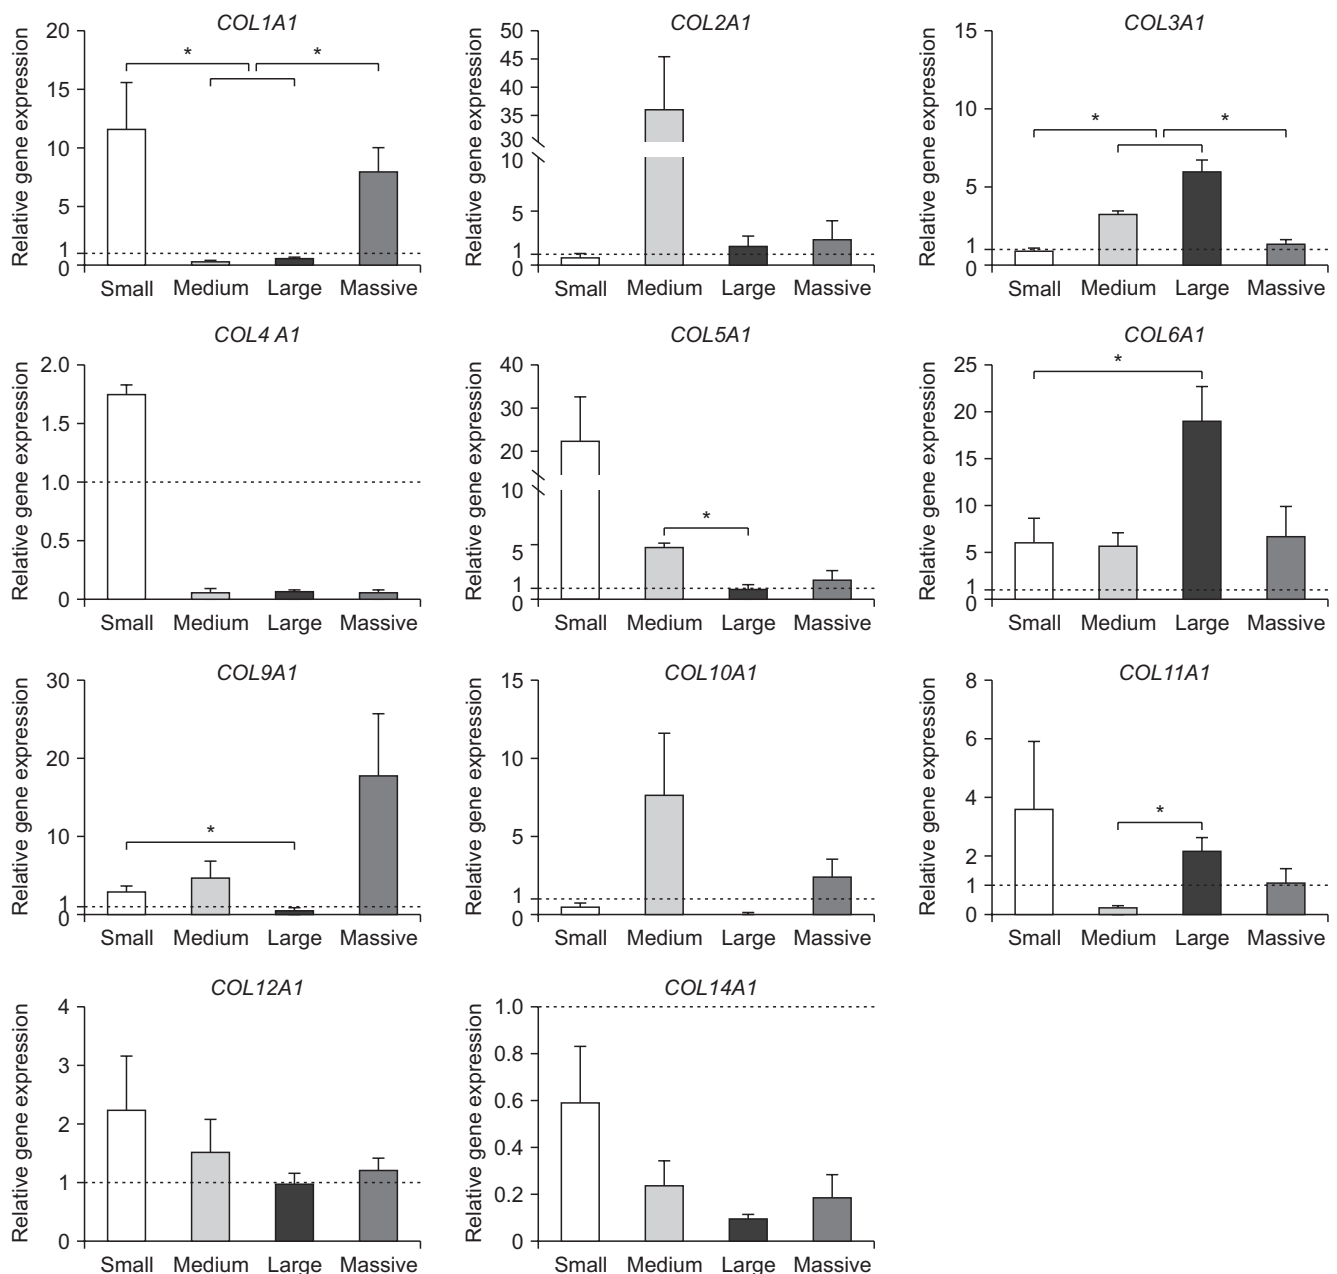 COL1A1
Relative gene expression
20
15
10
5
1
0
*
*
Small Medium Large Massive
COL2A1
Relative gene expression
50
45
40
35
30
10
5
1
0
Small Medium Large Massive
COL3A1
Relative gene expression
15
10
5
1
0
*
*
Small Medium Large Massive
COL4 A1
Relative gene expression
2.0
1.5
1.0
0.5
0
Small Medium Large Massive
COL5A1
Relative gene expression
40
30
20
10
5
1
0
*
Small Medium Large Massive
COL6A1
Relative gene expression
25
20
15
10
5
1
0
*
Small Medium Large Massive
COL9A1
Relative gene expression
30
20
10
1
0
*
Small Medium Large Massive
COL10A1
Relative gene expression
15
10
5
1
0
Small Medium Large Massive
COL11A1
Relative gene expression
8
6
4
2
1
0
*
Small Medium Large Massive
COL12A1
Relative gene expression
4
3
2
1
0
Small Medium Large Massive
COL14A1
Relative gene expression
1.0
0.8
0.6
0.4
0.2
0
Small Medium Large Massive